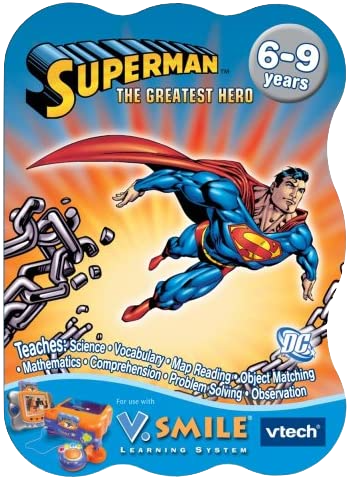 SUPERMAN™
THE GREATEST HERO
6-9
years
DC
Teaches: Science • Vocabulary • Map Reading • Object Matching
• Mathematics • Comprehension • Problem Solving • Observation
For use with
V.SMILE®
LEARNING SYSTEM
vtech®